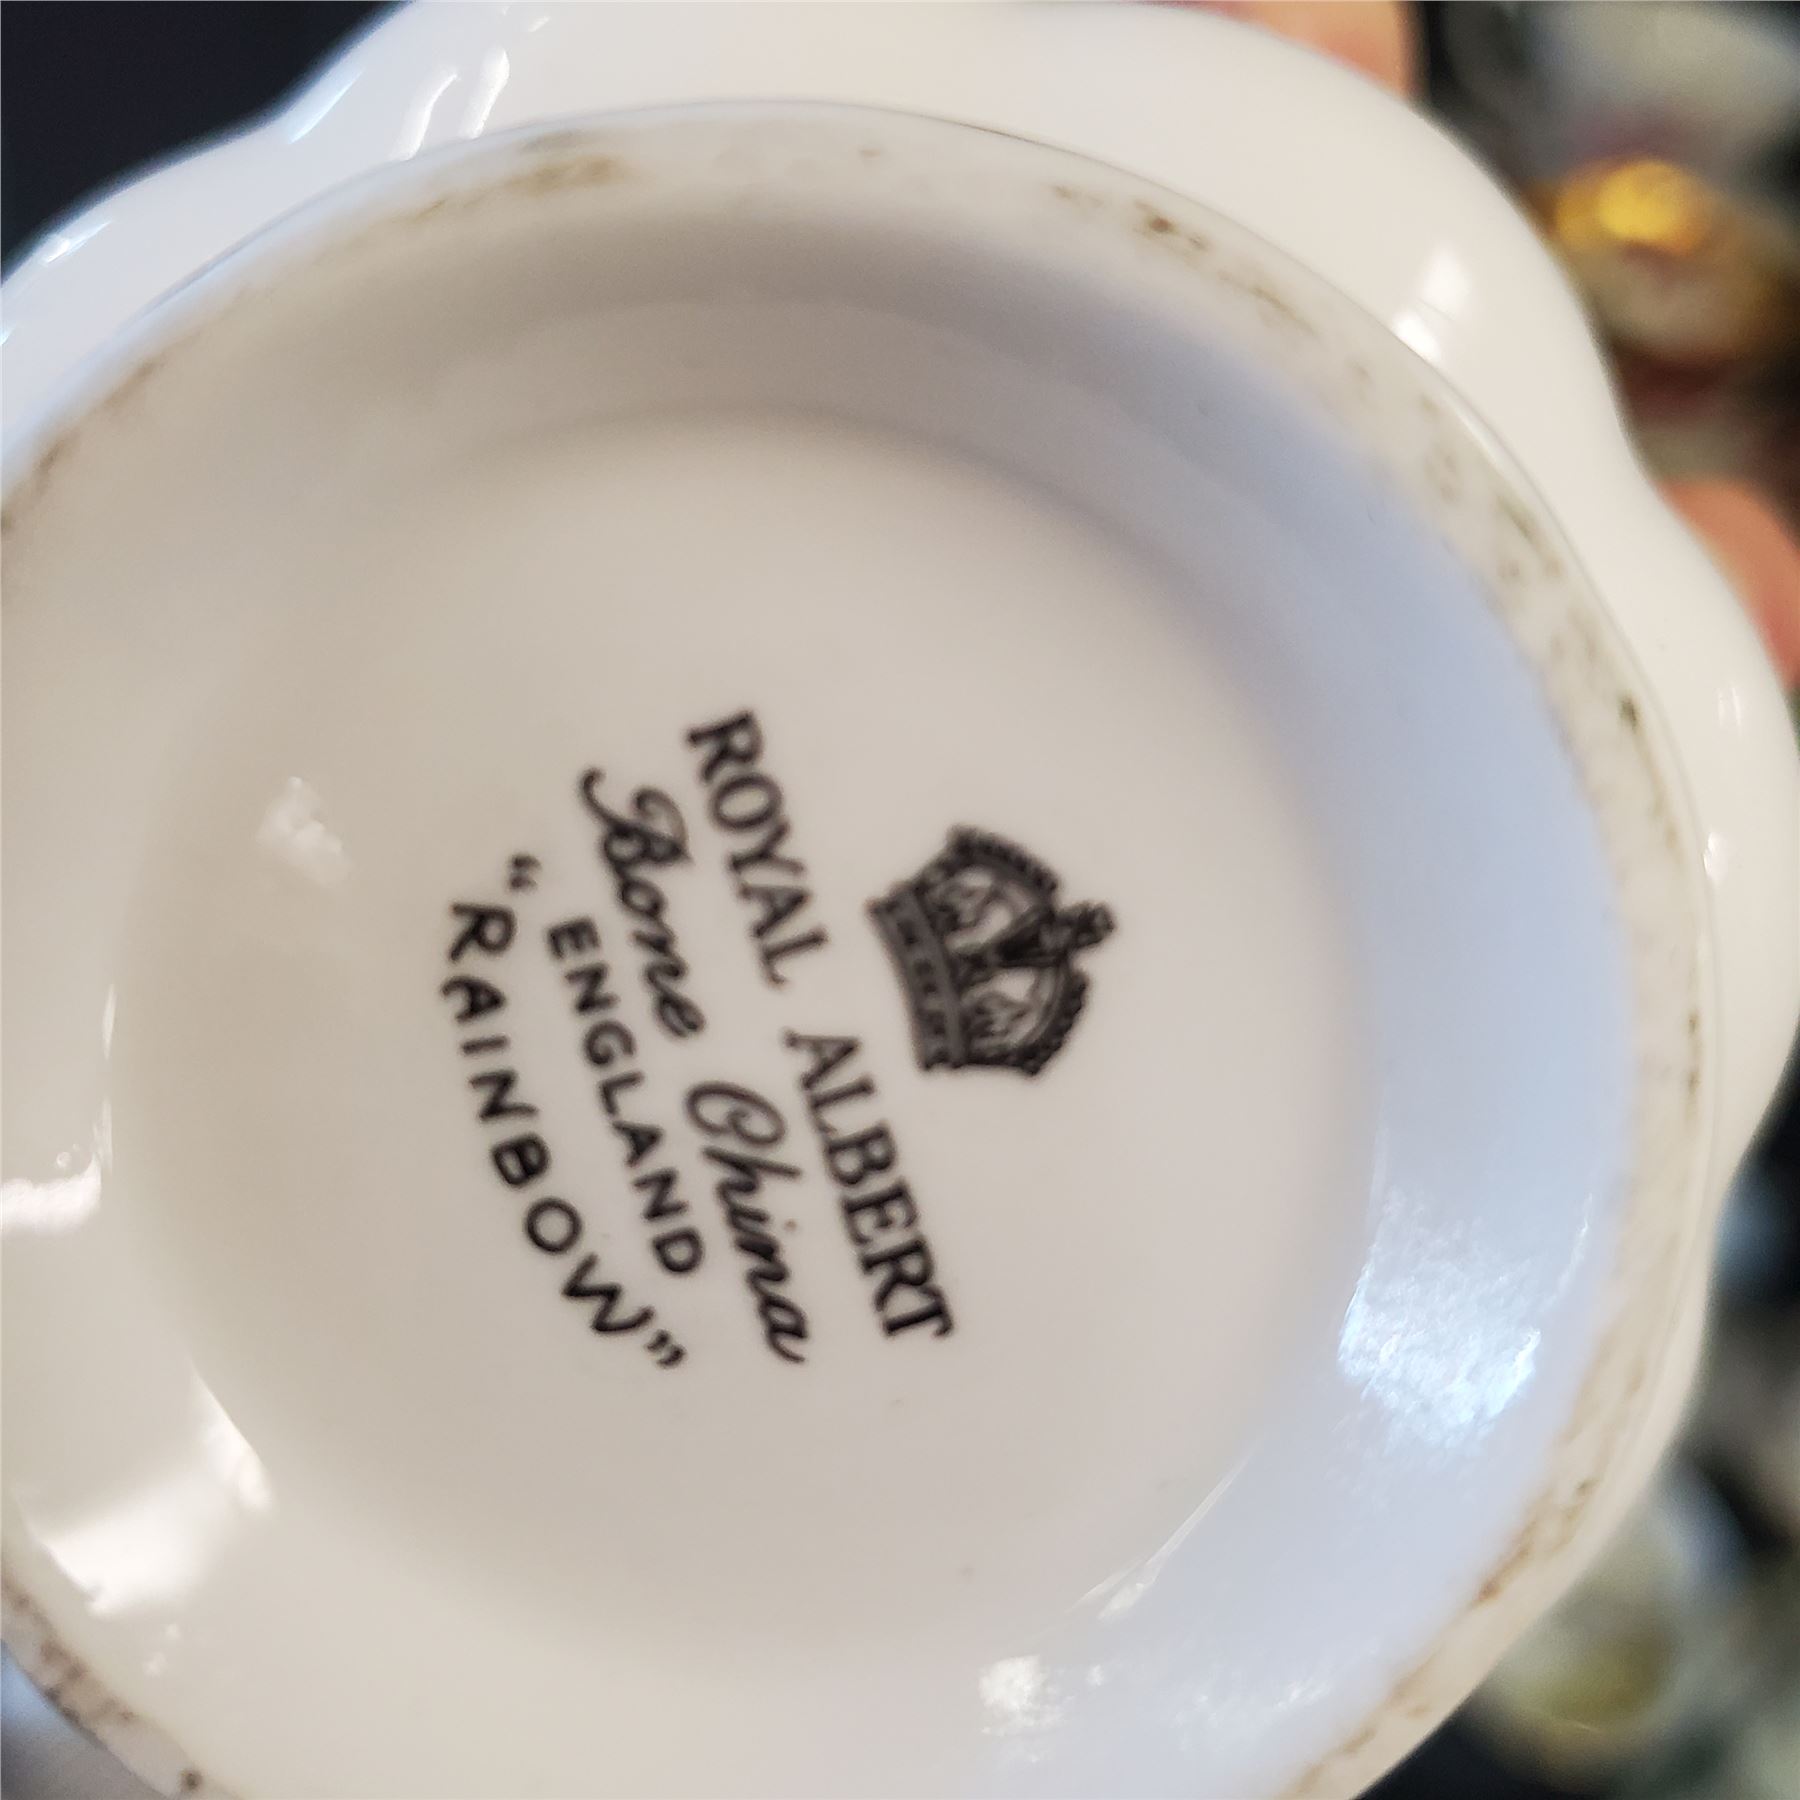 ROYAL ALBERT
Bone China
ENGLAND
"RAINBOW"